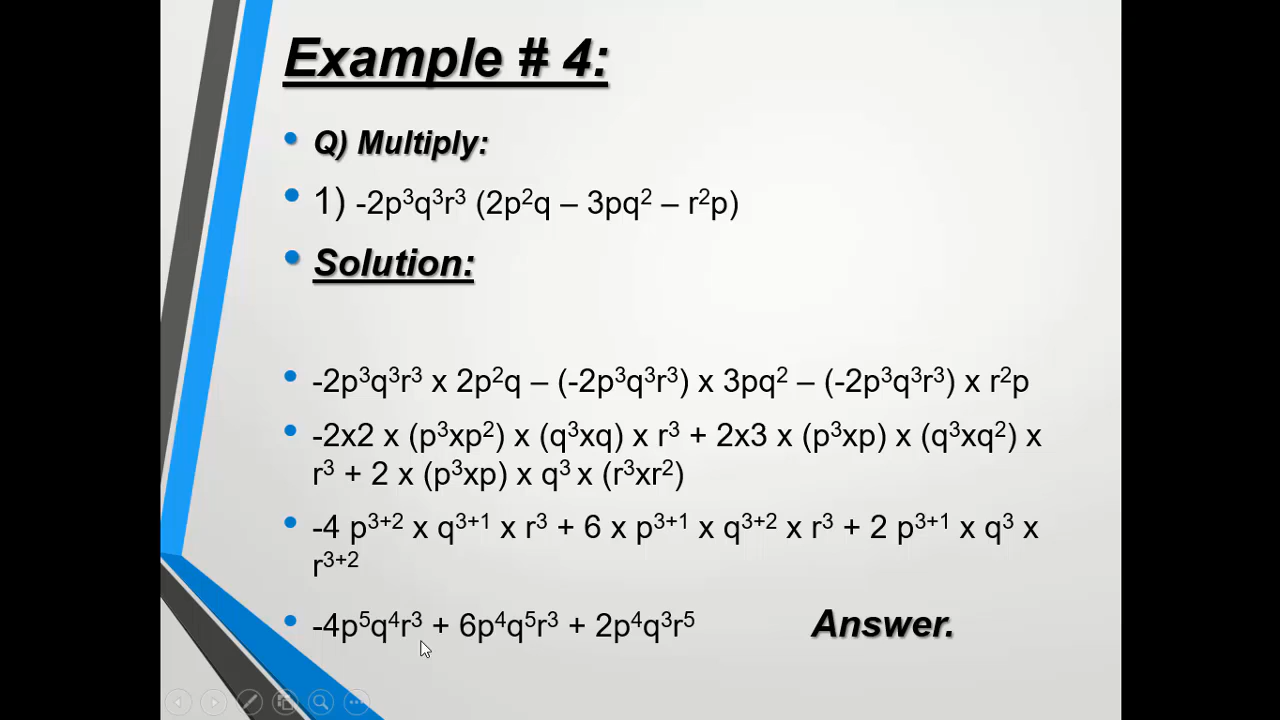 Example # 4:
• Q) Multiply:
• 1) -2p³q³r³ (2p²q – 3pq² – r²p)
• Solution:
• -2p³q³r³ x 2p²q – (-2p³q³r³) x 3pq² – (-2p³q³r³) x r²p
• -2x2 x (p³xp²) x (q³xq) x r³ + 2x3 x (p³xp) x (q³xq²) x
r³ + 2 x (p³xp) x q³ x (r³xr²)
• -4 p³⁺² x q³⁺¹ x r³ + 6 x p³⁺¹ x q³⁺² x r³ + 2 p³⁺¹ x q³ x
r³⁺²
• -4p⁵q⁴r³ + 6p⁴q⁵r³ + 2p⁴q³r⁵ Answer.